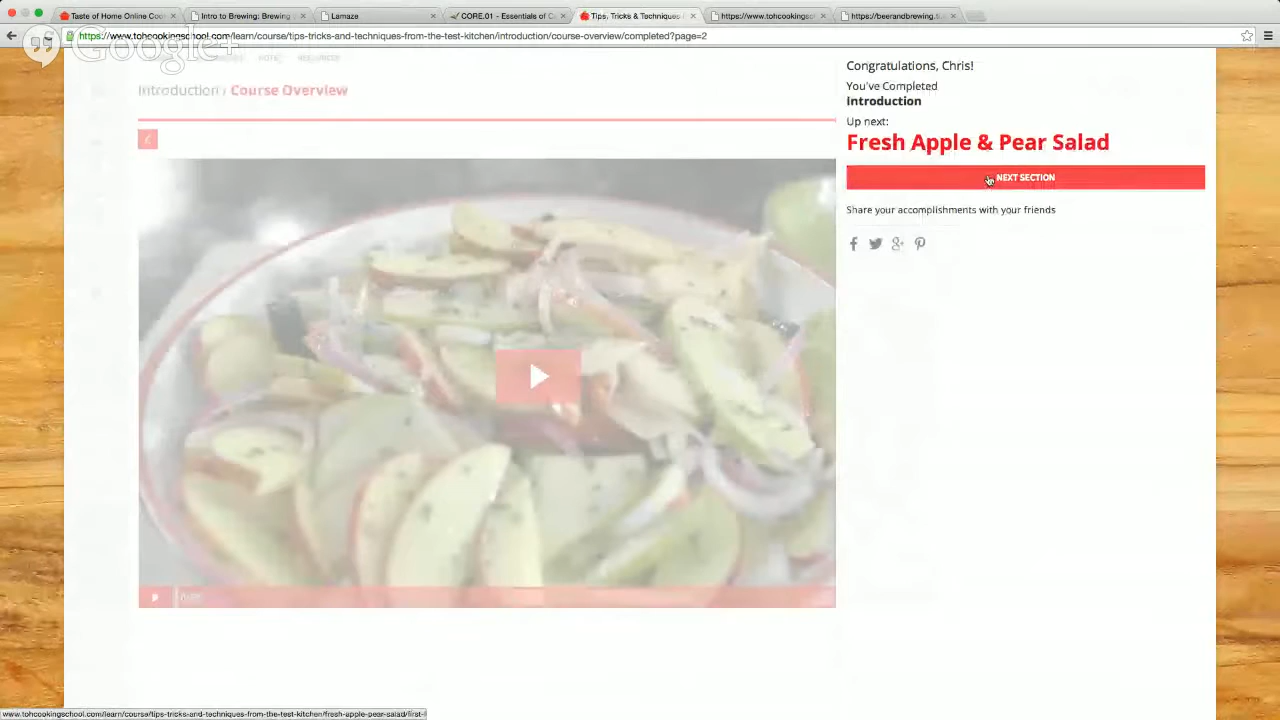 Taste of Home Online Coo
Intro to Brewing: Brewing
Lamaze
CORE.01 - Essentials of C
Tips, Tricks & Techniques
https://www.tohcookingsc
https://beerandbrewing.t
https://www.tohcookingschool.com/learn/course/tips-tricks-and-techniques-from-the-test-kitchen/introduction/course-overview/completed?page=2
Google+
NOTES
RESOURCES
Introduction / Course Overview
Congratulations, Chris!
You've Completed
Introduction
Up next:
Fresh Apple & Pear Salad
NEXT SECTION
Share your accomplishments with your friends
www.tohcookingschool.com/learn/course/tips-tricks-and-techniques-from-the-test-kitchen/fresh-apple-pear-salad/first-l